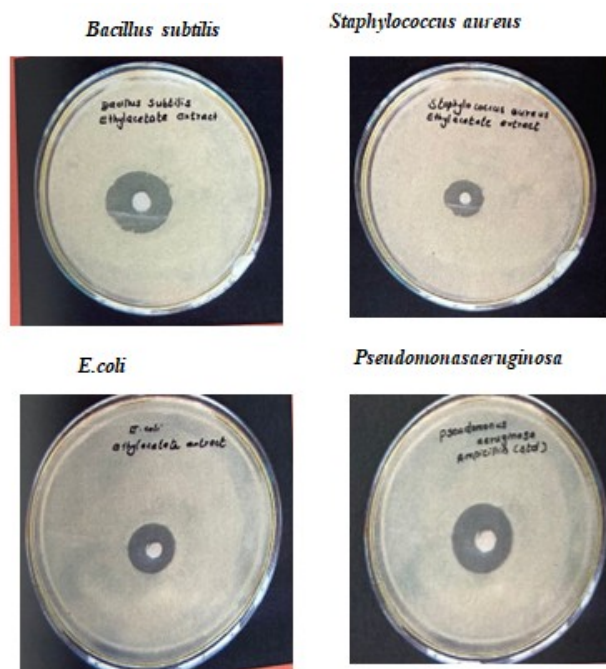 Bacillus subtilis
Staphylococcus aureus
Bacillus Subtilis
Ethylacetate extract
Staphylococcus aureus
Ethylacetate extract
E.coli
Pseudomonasaeruginosa
E.coli
Ethylacetate extract
Pseudomonas
aeruginosa
Ampicillin (std)